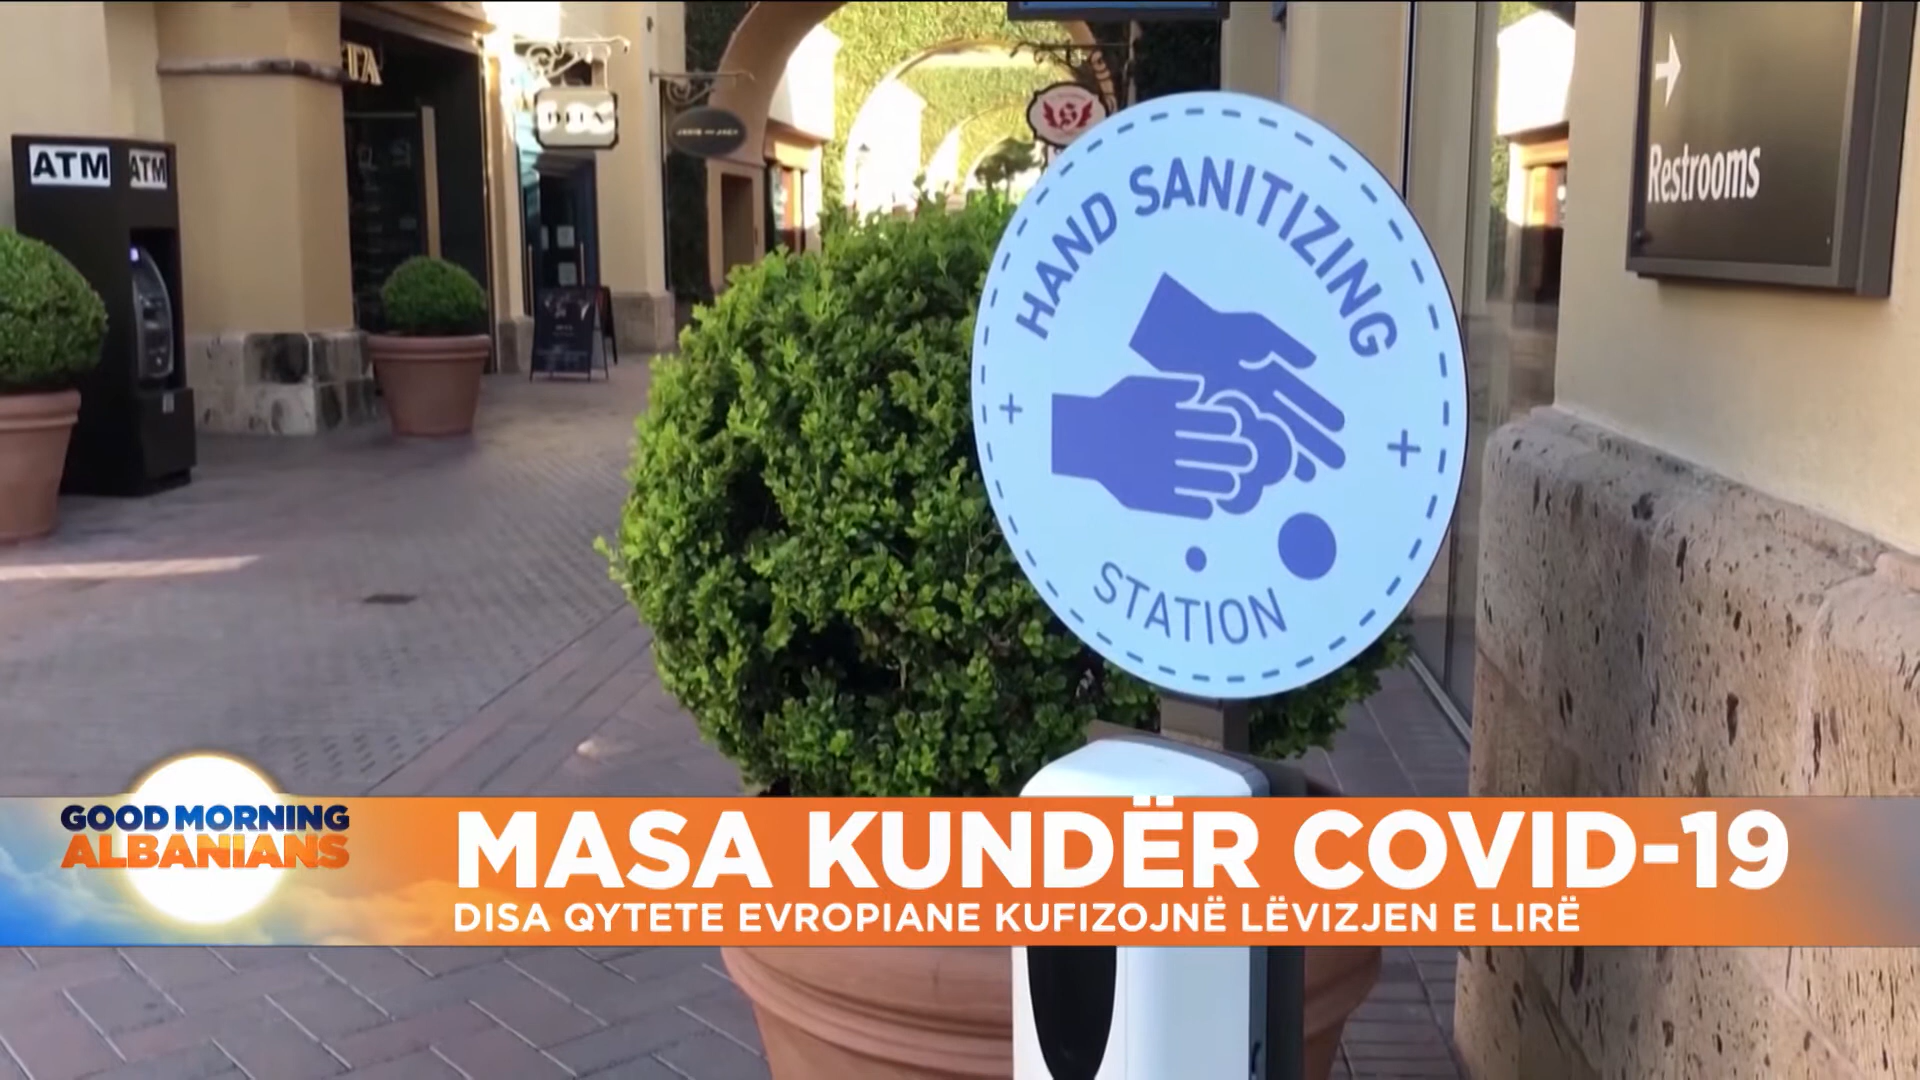 ATM ATM
TA
Restrooms
HAND SANITIZING
STATION
GOOD MORNING
ALBANIANS
MASA KUNDËR COVID-19
DISA QYTETE EVROPIANE KUFIZOJNË LËVIZJEN E LIRË